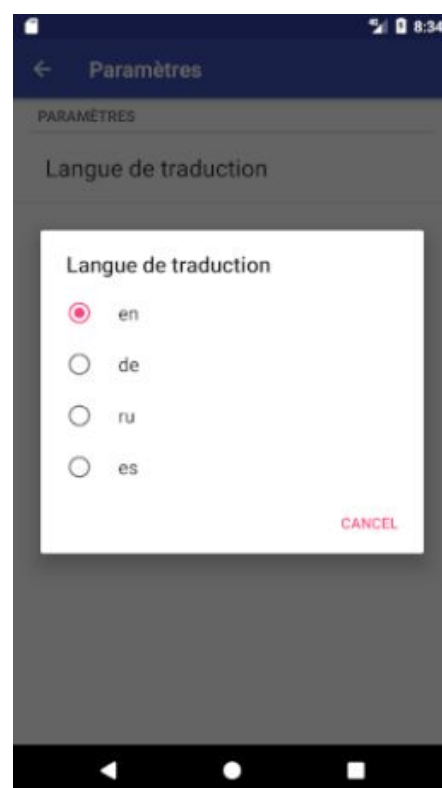 8:34
Paramètres
PARAMÈTRES
Langue de traduction
Langue de traduction
en
de
ru
es
CANCEL